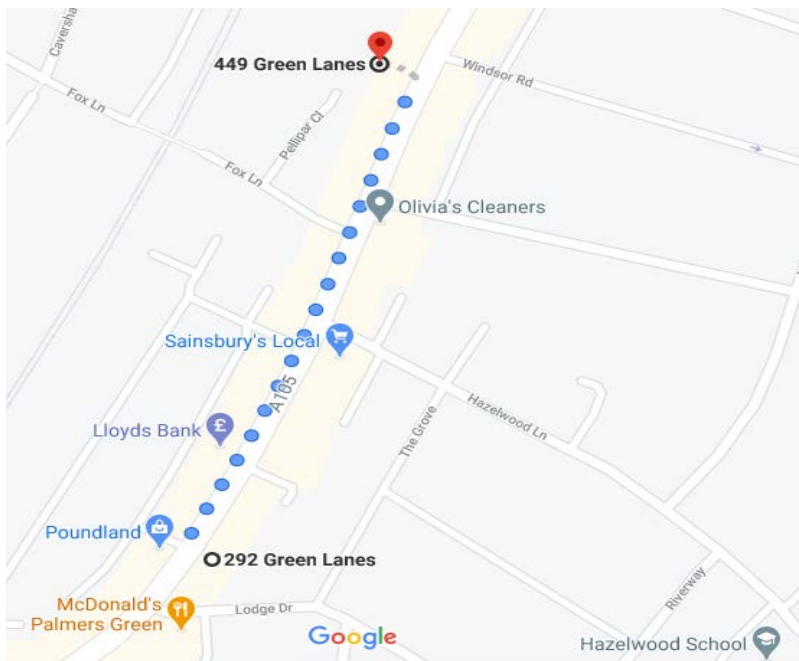 Caversha
449 Green Lanes
Windsor Rd
Fox Ln
Pellipar Cl
Fox Ln
Olivia's Cleaners
Sainsbury's Local
A105
Hazelwood Ln
The Grove
£
Lloyds Bank
Poundland
292 Green Lanes
McDonald's
Palmers Green
Lodge Dr
Riverway
Google
Hazelwood School